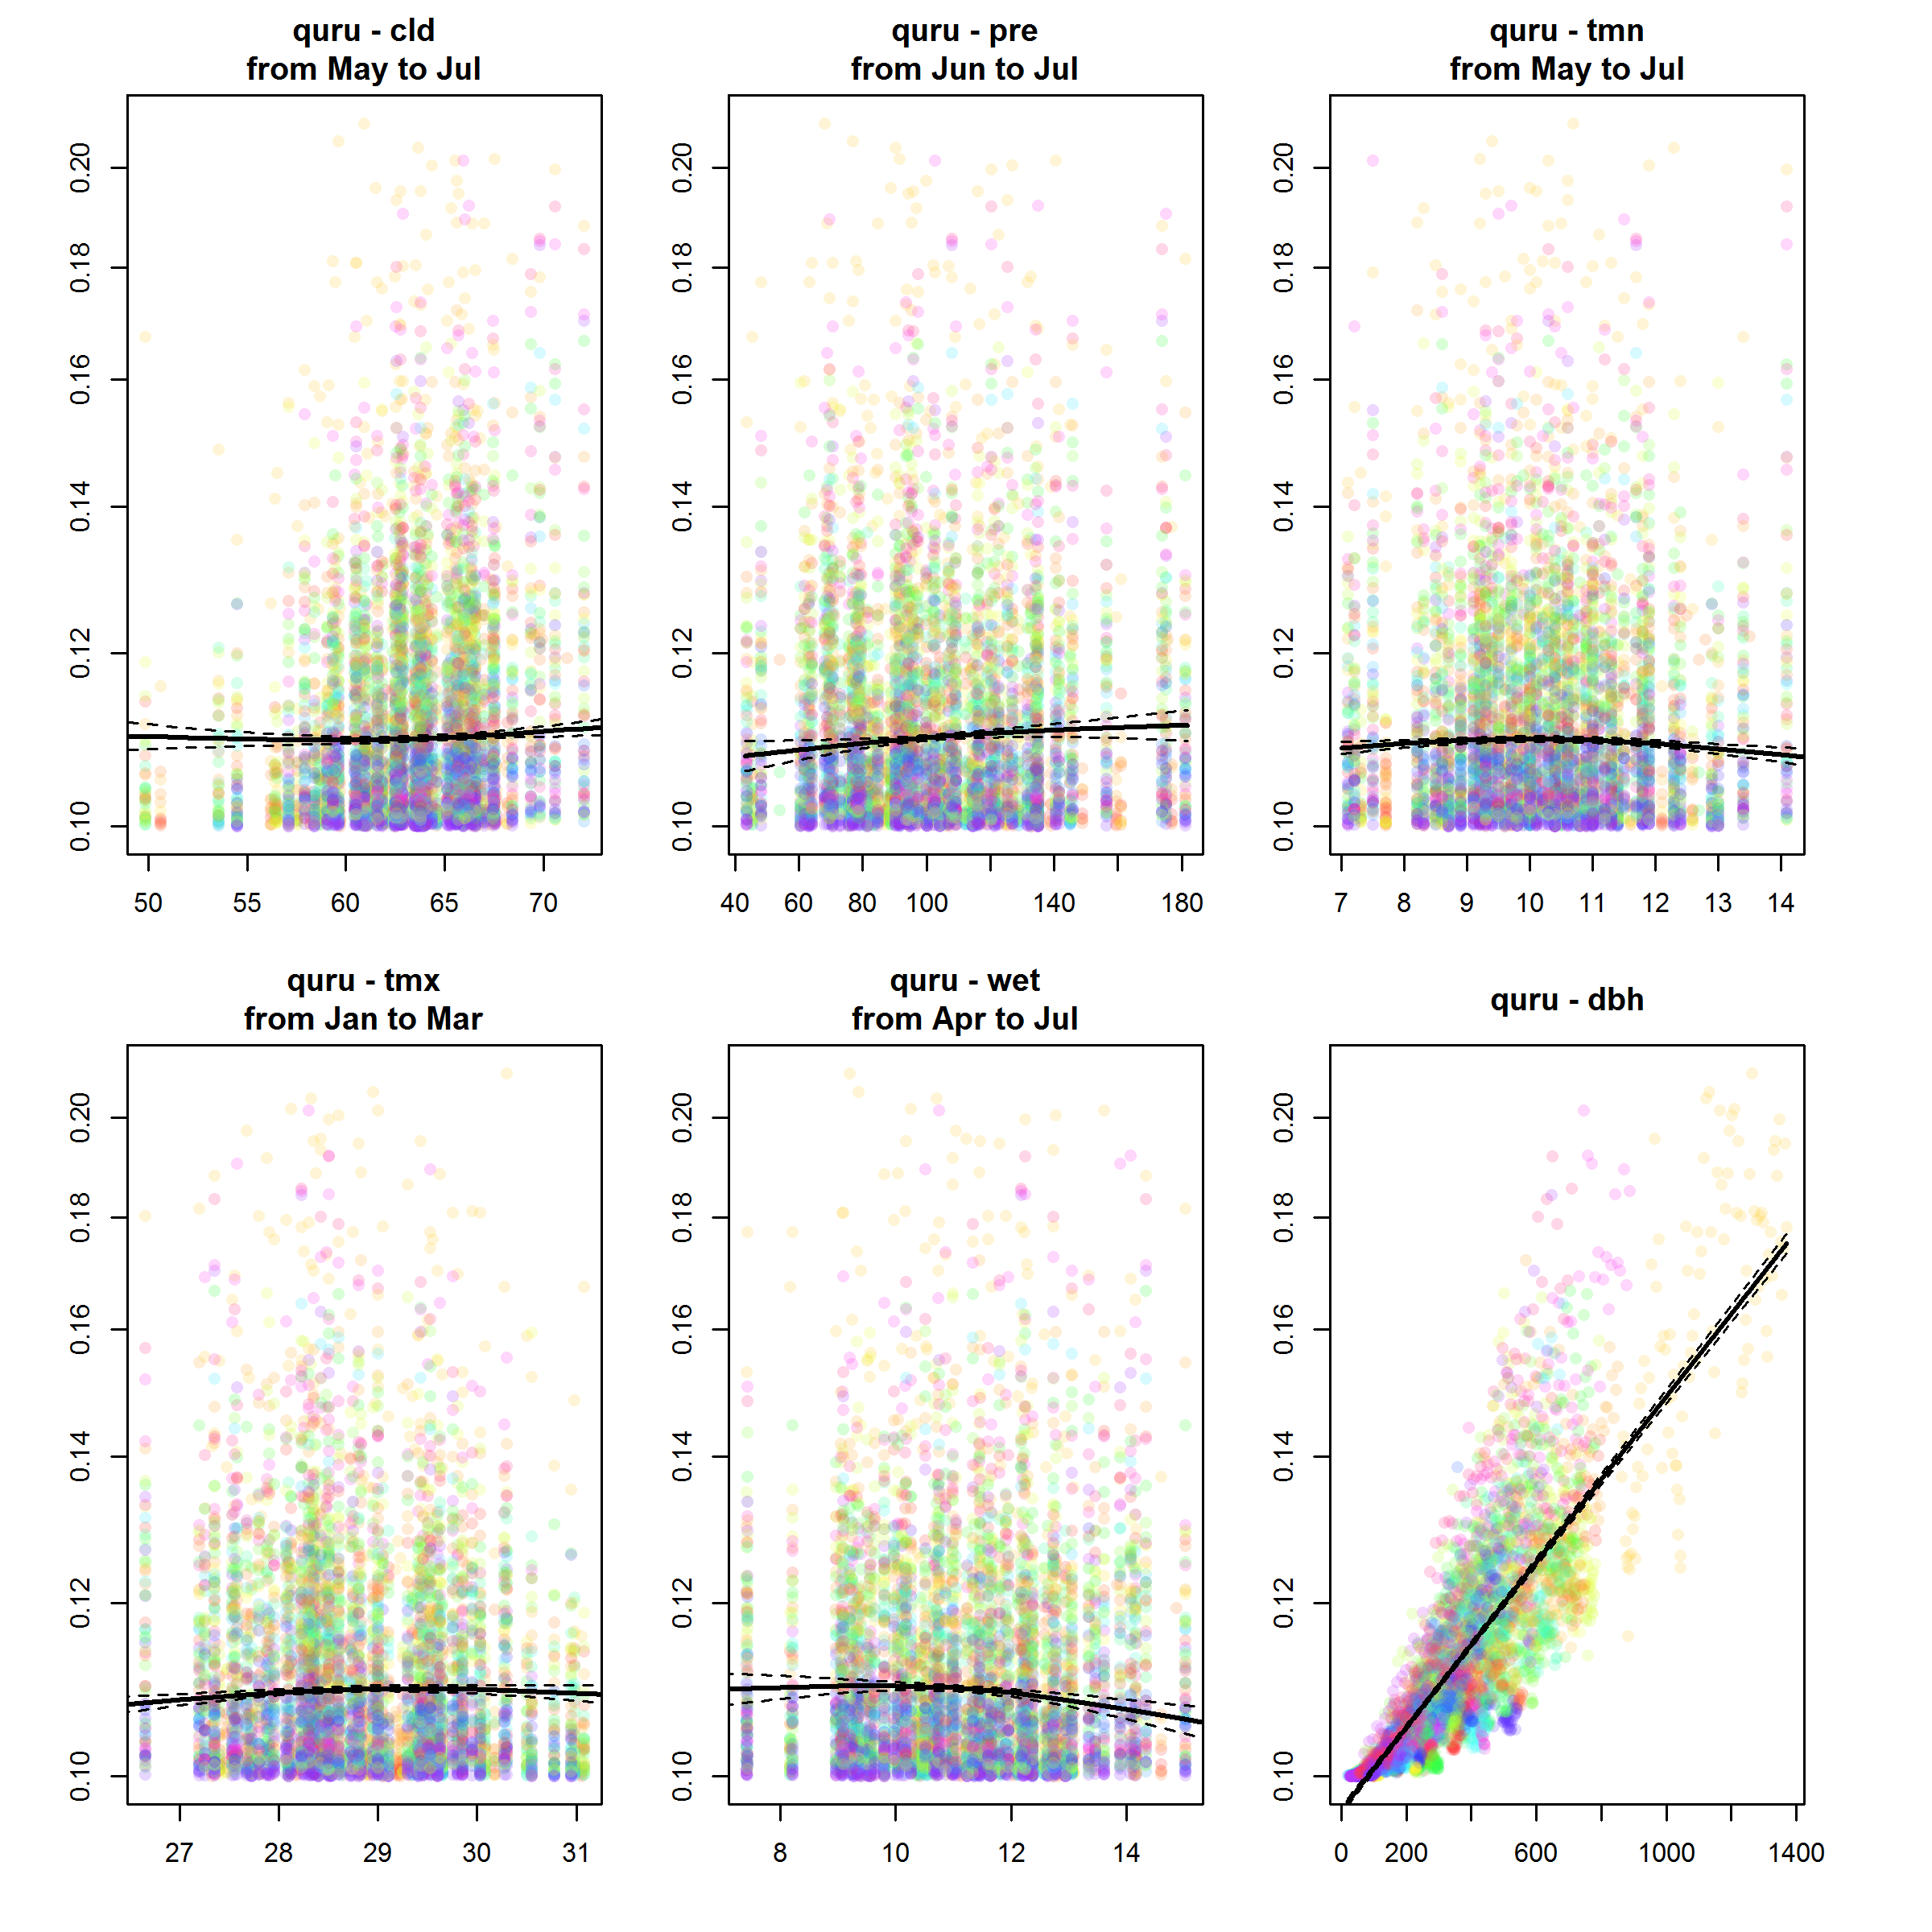 quru - cld
from May to Jul
0.20
0.18
0.16
0.14
0.12
0.10
50 55 60 65 70
quru - pre
from Jun to Jul
0.20
0.18
0.16
0.14
0.12
0.10
40 60 80 100 140 180
quru - tmn
from May to Jul
0.20
0.18
0.16
0.14
0.12
0.10
7 8 9 10 11 12 13 14
quru - tmx
from Jan to Mar
0.20
0.18
0.16
0.14
0.12
0.10
27 28 29 30 31
quru - wet
from Apr to Jul
0.20
0.18
0.16
0.14
0.12
0.10
8 10 12 14
quru - dbh
0.20
0.18
0.16
0.14
0.12
0.10
0 200 600 1000 1400